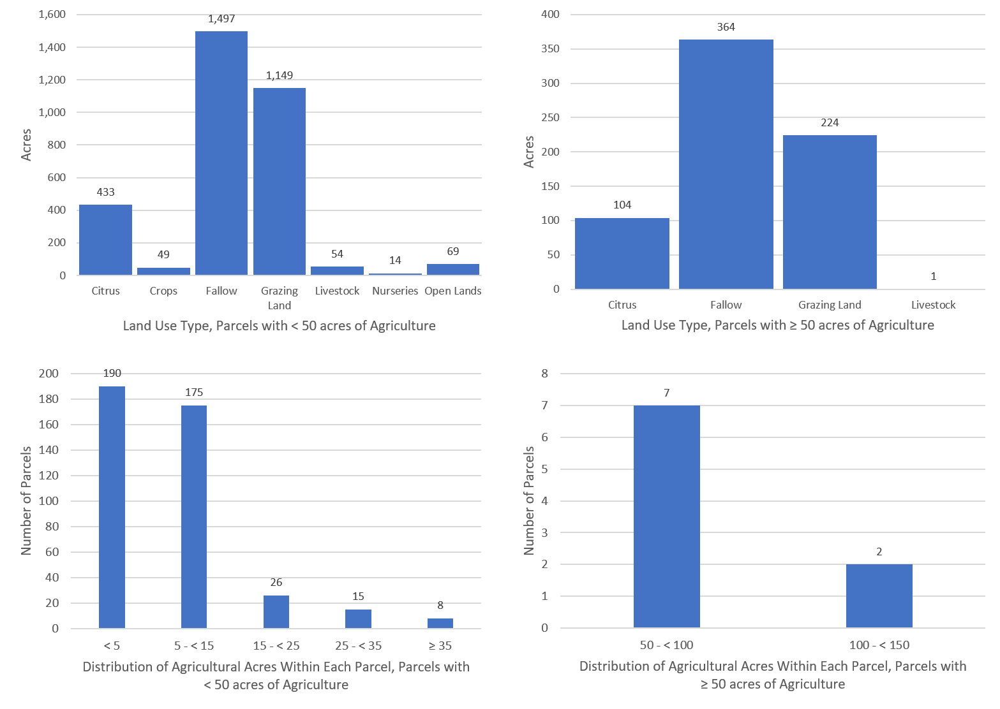 1,600
1,400
1,200
1,000
800
600
400
200
0
Acres
433
49
1,497
1,149
54
14
69
Citrus
Crops
Fallow
Grazing
Land
Livestock
Nurseries
Open Lands
Land Use Type, Parcels with < 50 acres of Agriculture
400
350
300
250
200
150
100
50
0
Acres
104
364
224
1
Citrus
Fallow
Grazing Land
Livestock
Land Use Type, Parcels with ≥ 50 acres of Agriculture
200
180
160
140
120
100
80
60
40
20
0
Number of Parcels
190
175
26
15
8
< 5
5 - < 15
15 - < 25
25 - < 35
≥ 35
Distribution of Agricultural Acres Within Each Parcel, Parcels with
< 50 acres of Agriculture
8
7
6
5
4
3
2
1
0
Number of Parcels
7
2
50 - < 100
100 - < 150
Distribution of Agricultural Acres Within Each Parcel, Parcels with
≥ 50 acres of Agriculture